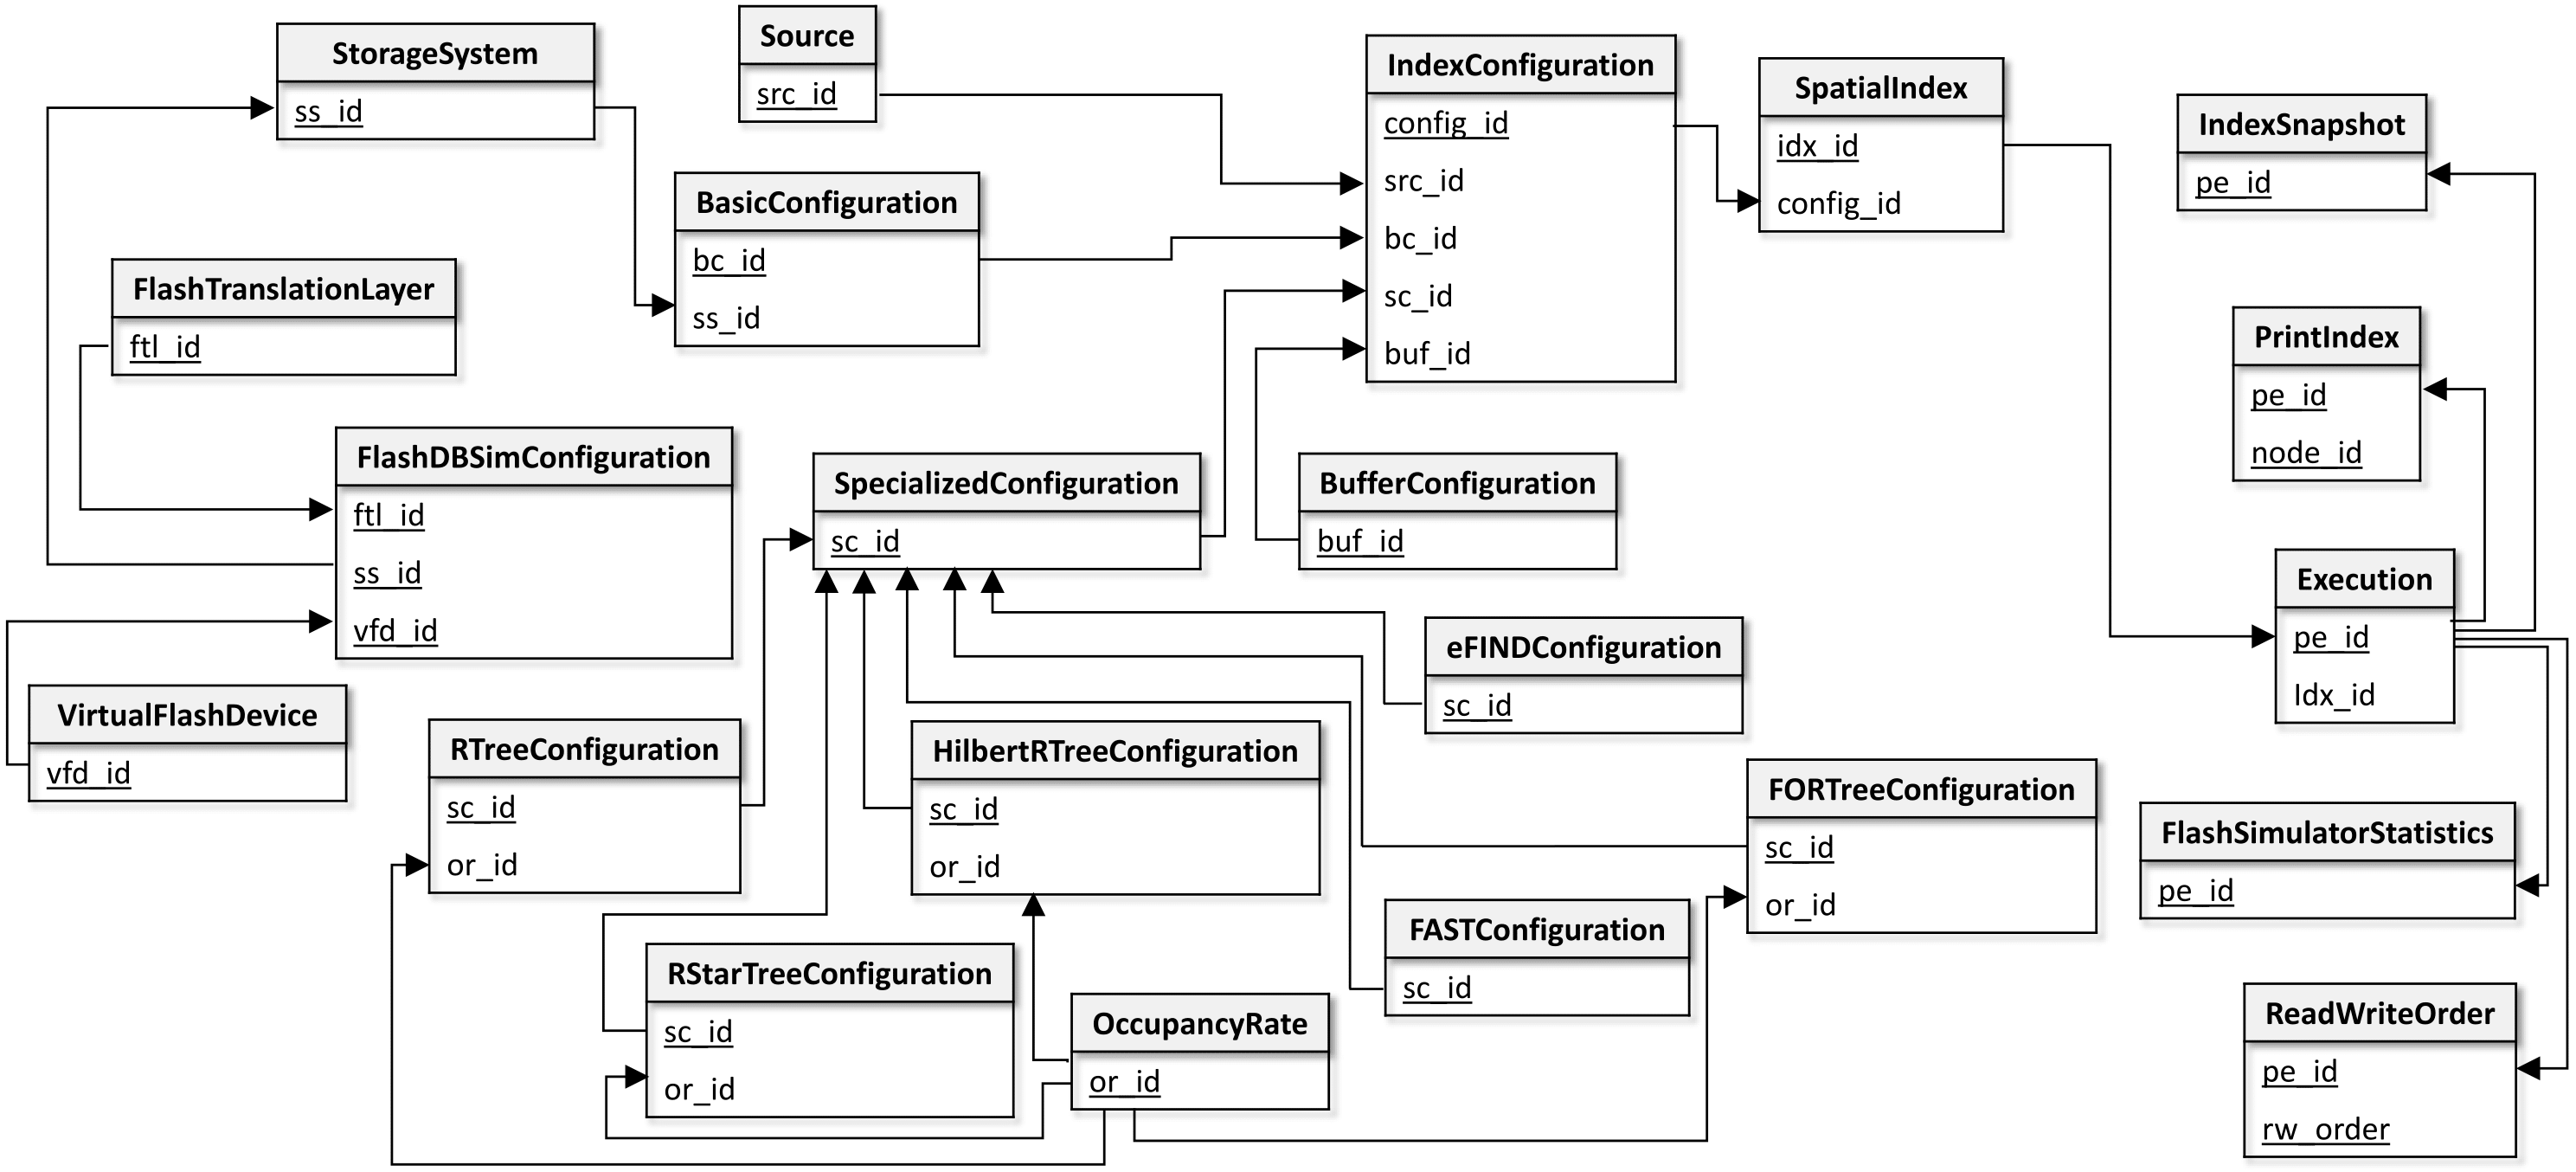 StorageSystem
ss_id
Source
src_id
IndexConfiguration
config_id
src_id
bc_id
sc_id
buf_id
SpatialIndex
idx_id
config_id
IndexSnapshot
pe_id
BasicConfiguration
bc_id
ss_id
FlashTranslationLayer
ftl_id
PrintIndex
pe_id
node_id
FlashDBSimConfiguration
ftl_id
ss_id
vfd_id
SpecializedConfiguration
sc_id
BufferConfiguration
buf_id
Execution
pe_id
Idx_id
eFINDConfiguration
sc_id
VirtualFlashDevice
vfd_id
RTreeConfiguration
sc_id
or_id
HilbertRTreeConfiguration
sc_id
or_id
FORTreeConfiguration
sc_id
or_id
FlashSimulatorStatistics
pe_id
FASTConfiguration
sc_id
RStarTreeConfiguration
sc_id
or_id
OccupancyRate
or_id
ReadWriteOrder
pe_id
rw_order